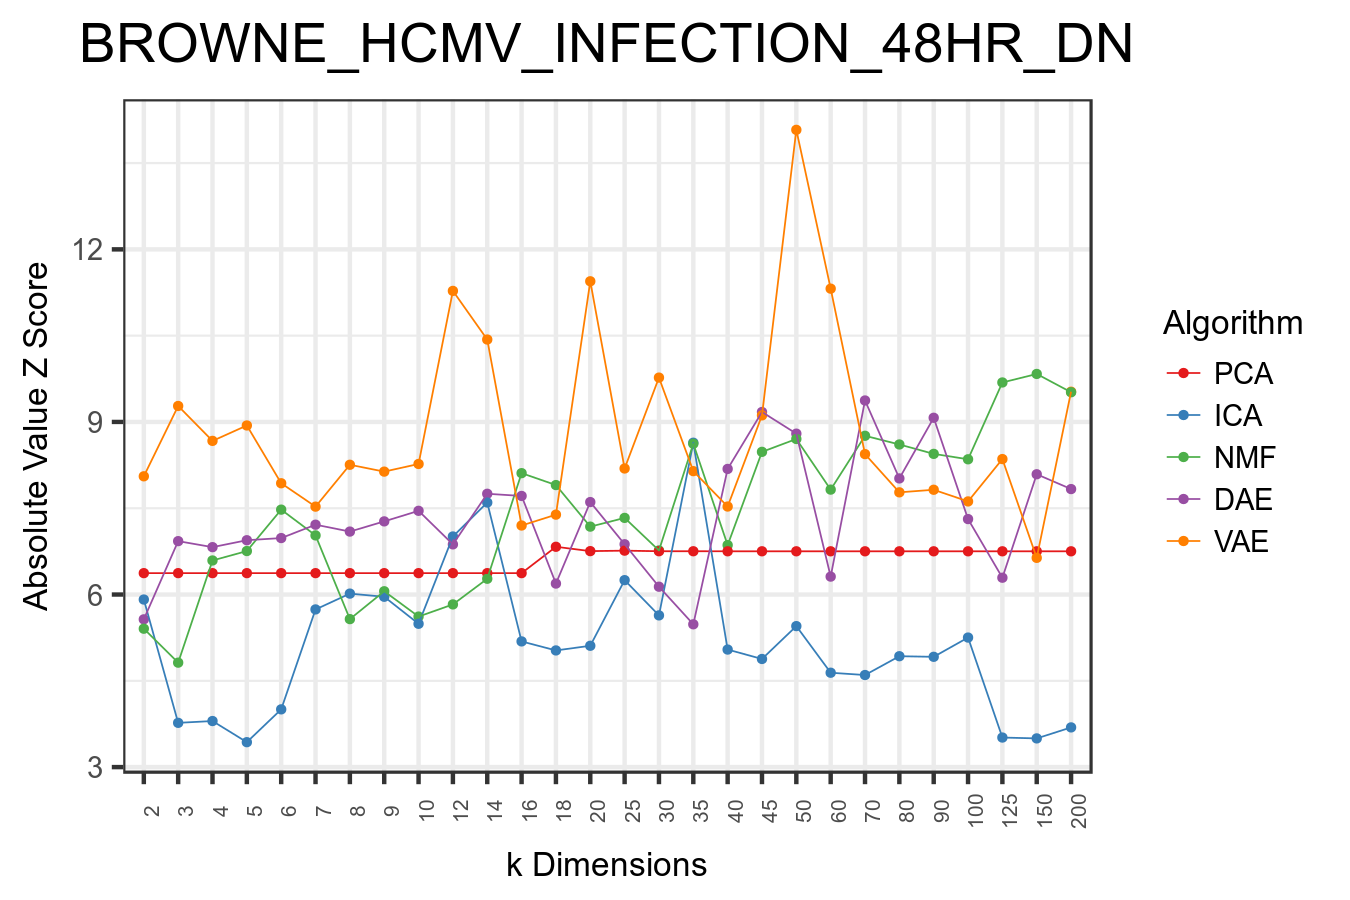 BROWNE_HCMV_INFECTION_48HR_DN
Absolute Value Z Score
12
9
6
3
2 3 4 5 6 7 8 9 10 12 14 16 18 20 25 30 35 40 45 50 60 70 80 90 100 125 150 200
k Dimensions
Algorithm
PCA
ICA
NMF
DAE
VAE